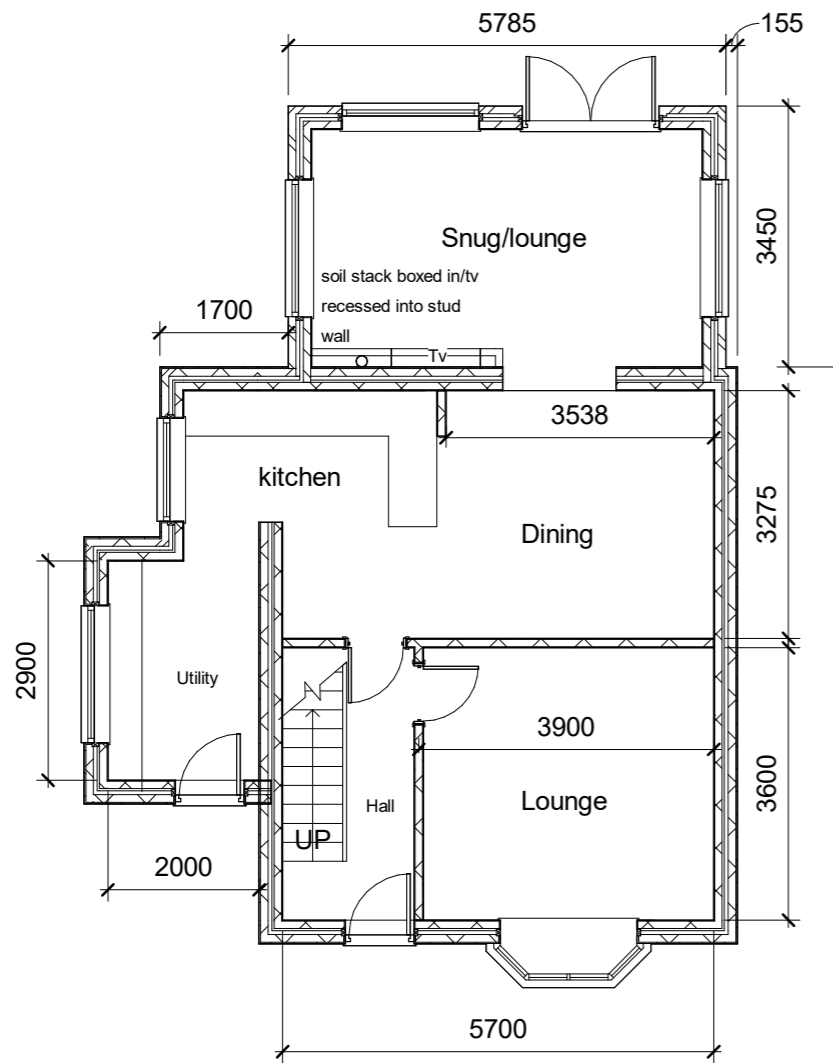 5785
155
3450
Snug/lounge
soil stack boxed in/tv
recessed into stud
wall
Tv
1700
3538
kitchen
3275
Dining
2900
Utility
3900
Hall
Lounge
3600
UP
2000
5700